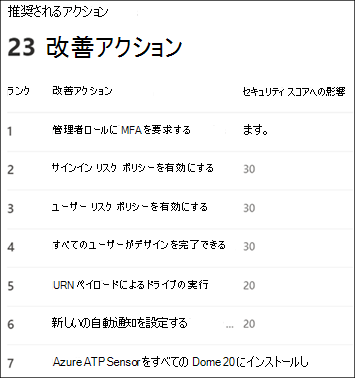 推奨されるアクション
23 改善アクション
ランク 改善アクション セキュリティ スコアへの影響
1 管理者ロールに MFA を要求する ます。
2 サインイン リスク ポリシーを有効にする 30
3 ユーザー リスク ポリシーを有効にする 30
4 すべてのユーザーがデザインを完了できる 30
5 URN ペイロードによるドライブの実行 20
6 新しいの自動通知を設定する ... 20
7 Azure ATP Sensorをすべての Dome 20にインストールし